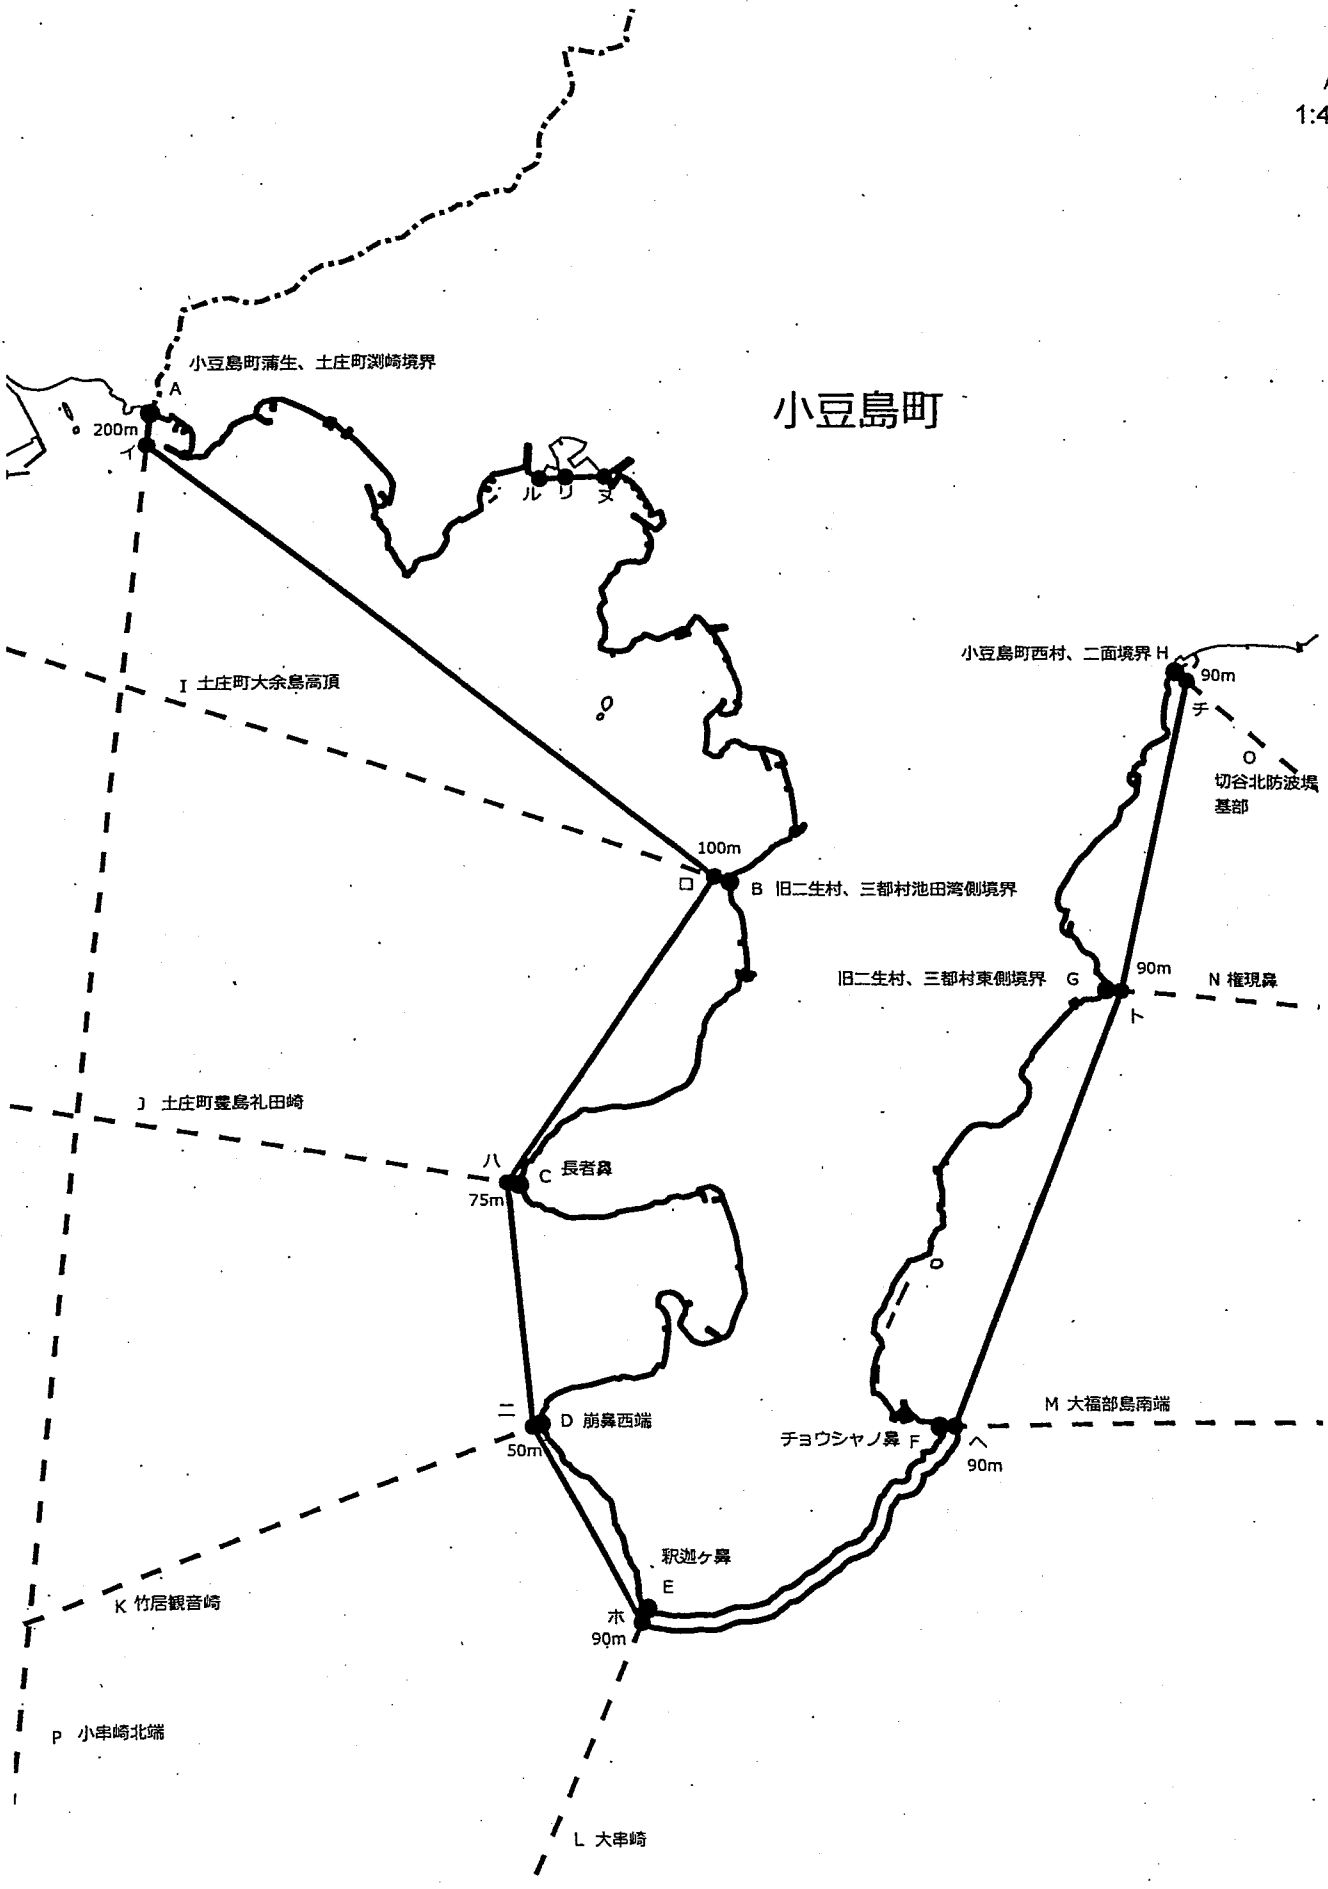 1:4
小豆島町蒲生、土庄町渕崎境界
A
小豆島町
200m
イ
ル リ ヌ
小豆島町西村、二面境界 H
90m
チ
I 土庄町大余島高頂
O
切谷北防波堤
基部
100m
ロ
B 旧二生村、三都村池田湾側境界
90m
旧二生村、三都村東側境界 G
N 権現鼻
ト
J 土庄町豊島礼田崎
ハ
C 長者鼻
75m
M 大福部島南端
ニ
D 崩鼻西端
チョウシャノ鼻 F
ヘ
50m
90m
釈迦ヶ鼻
E
K 竹居観音崎
ホ
90m
P 小串崎北端
L 大串崎